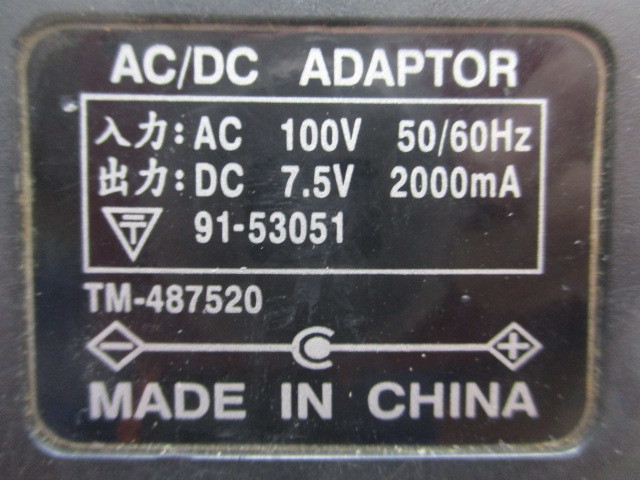 AC/DC ADAPTOR
入力: AC 100V 50/60Hz
出力: DC 7.5V 2000mA
〒 91-53051
TM-487520
- +
MADE IN CHINA